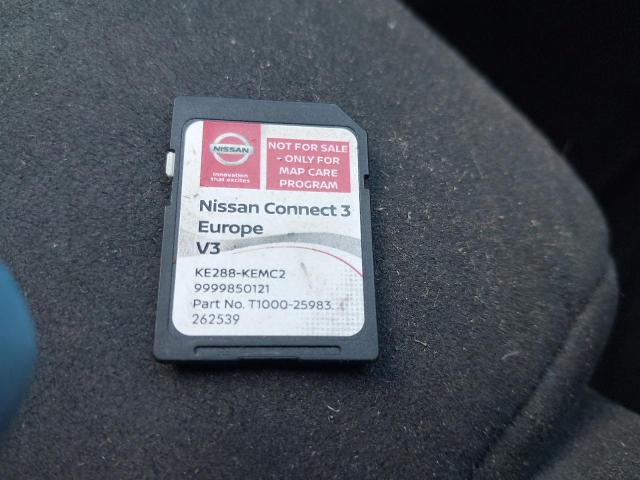 NISSAN
Innovation
that excites
NOT FOR SALE
- ONLY FOR
MAP CARE
PROGRAM
Nissan Connect 3
Europe
V3
KE288-KEMC2
9999850121
Part No. T1000-25983.
262539